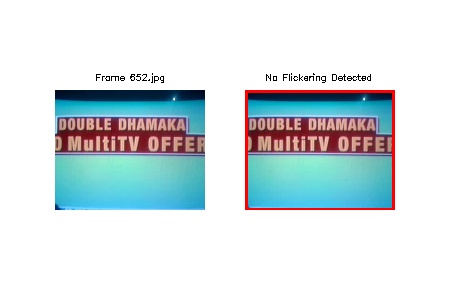 Frame 652.jpg
No Flickering Detected
DOUBLE DHAMAKA
MultiTV OFFER
DOUBLE DHAMAKA
MultiTV OFFER